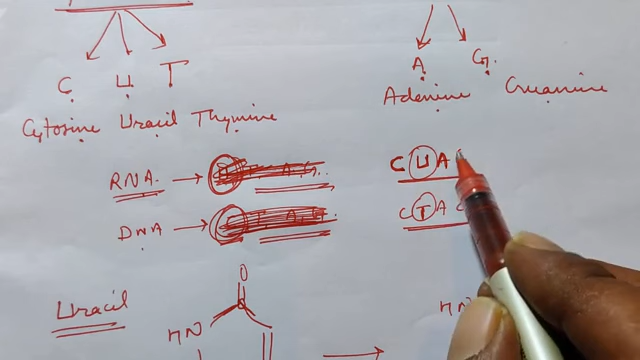 C U T A G
Cytosine Uracil Thymine Adenine Guanine
RNA → C U A
DNA → C T A
Uracil O HN
HN